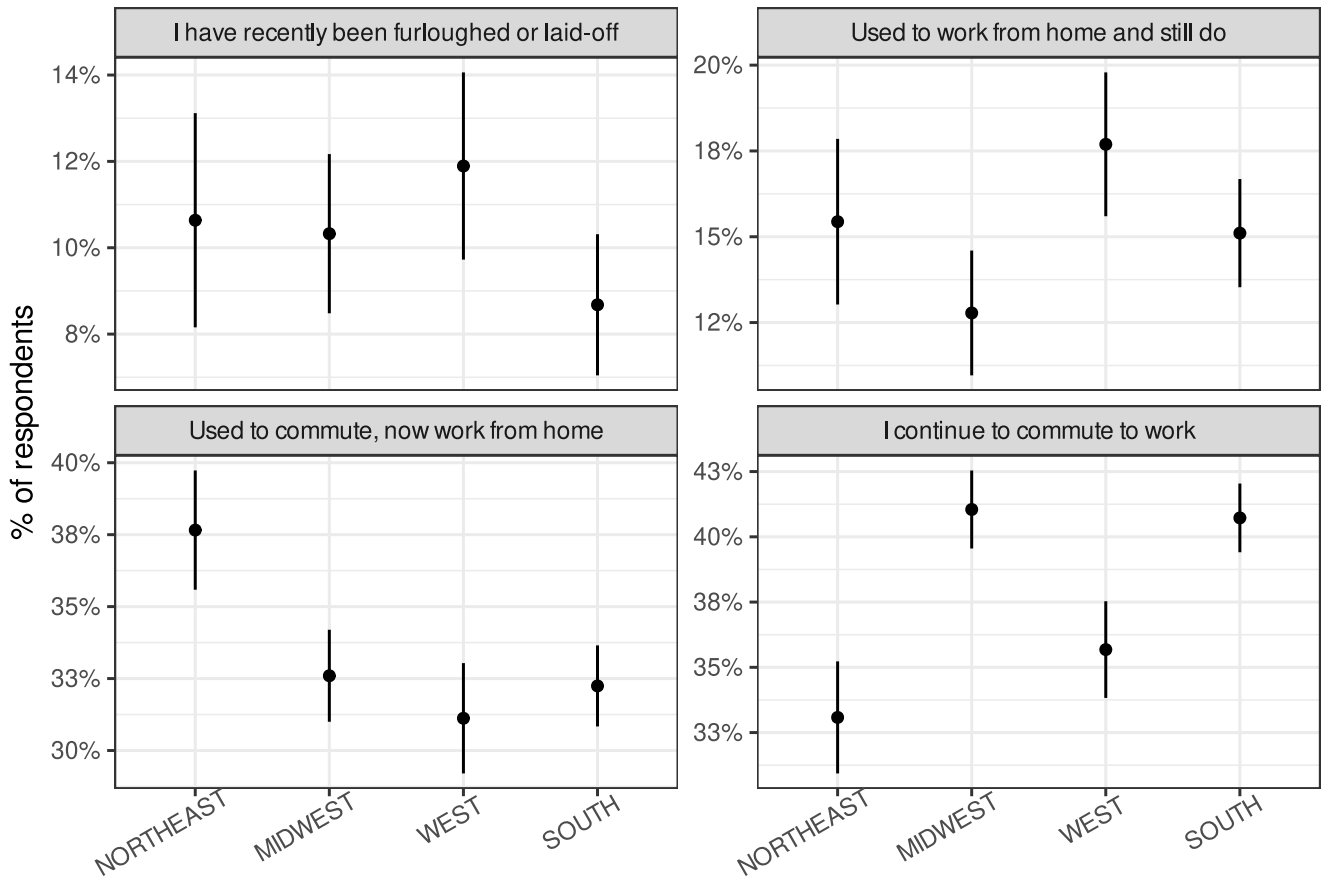 % of respondents
I have recently been furloughed or laid-off
14%
12%
10%
8%
Used to work from home and still do
20%
18%
15%
12%
Used to commute, now work from home
40%
38%
35%
33%
30%
NORTHEAST
MIDWEST
WEST
SOUTH
I continue to commute to work
43%
40%
38%
35%
33%
NORTHEAST
MIDWEST
WEST
SOUTH